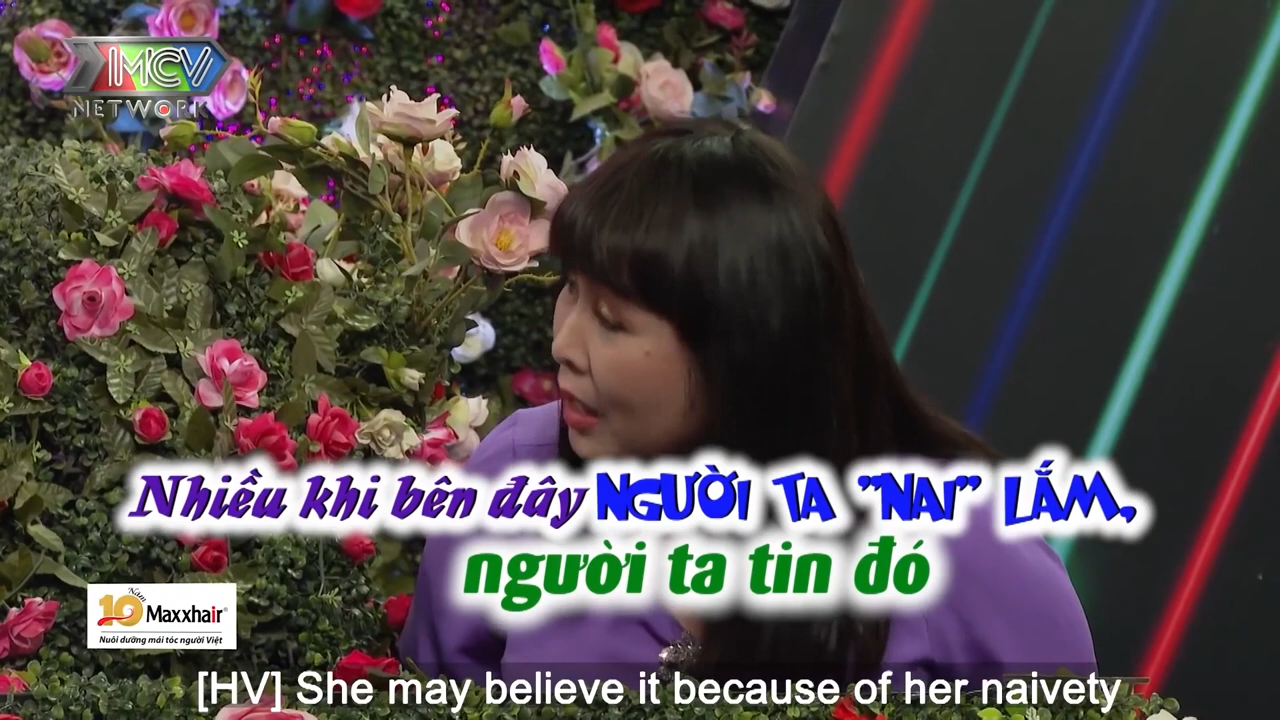 MCV
NETWORK
Nhiều khi bên đây NGƯỜI TA "NAI" LẮM,
người ta tin đó
10 Năm Maxxhair®
Nuôi dưỡng mái tóc người Việt
[HV] She may believe it because of her naivety